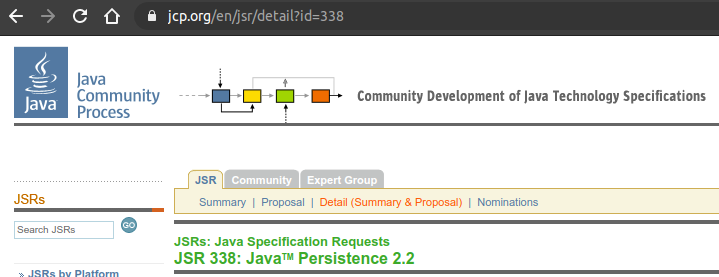 jcp.org/en/jsr/detail?id=338
Java
Java
Community
Process
Community Development of Java Technology Specifications
JSRs
Search JSRs
GO
» JSRs by Platform
JSR Community Expert Group
Summary | Proposal | Detail (Summary & Proposal) | Nominations
JSRs: Java Specification Requests
JSR 338: Java™ Persistence 2.2